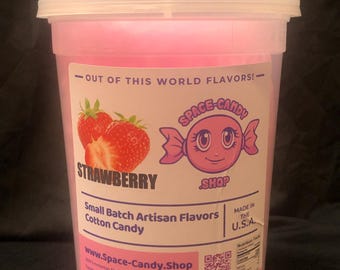 OUT OF THIS WORLD FLAVORS!
SPACE-CANDY
.SHOP
STRAWBERRY
Small Batch Artisan Flavors
Cotton Candy
MADE IN
U.S.A.
www.Space-Candy.Shop